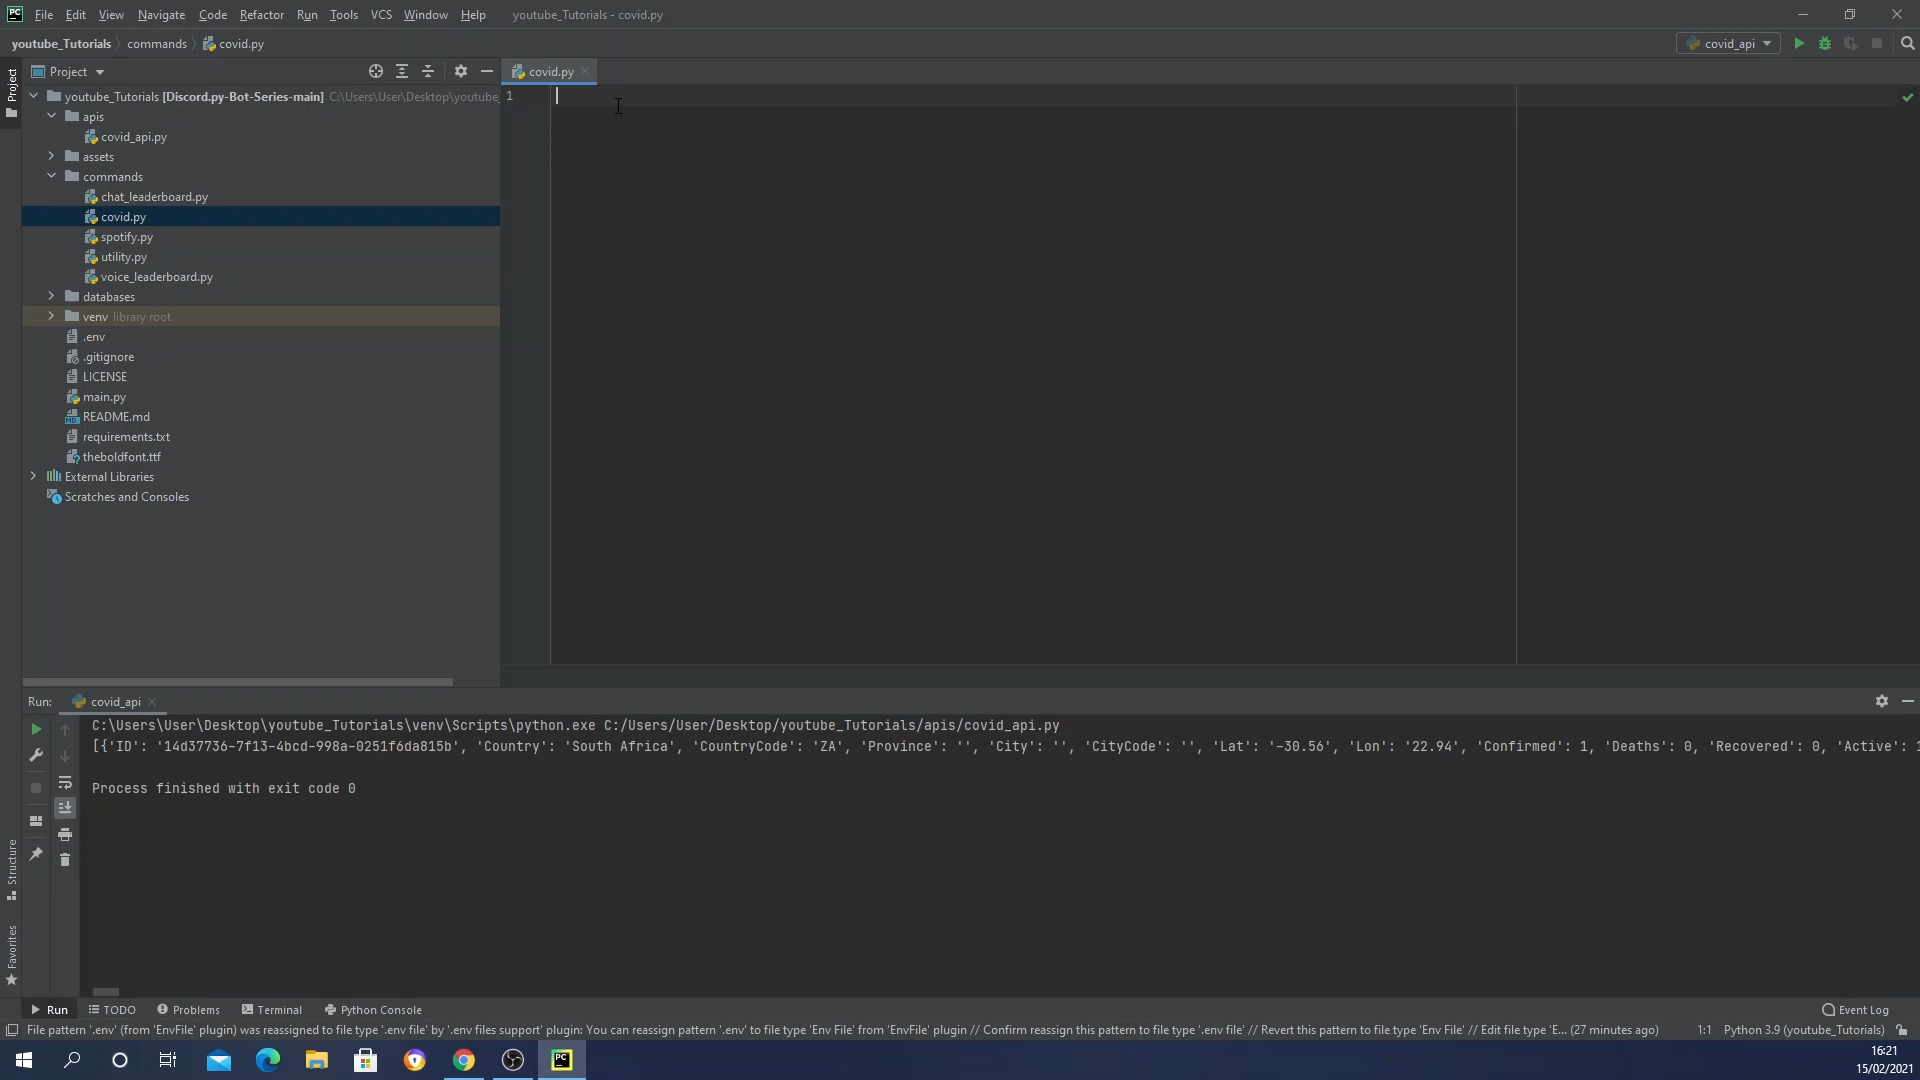 PC File Edit View Navigate Code Refactor Run Tools VCS Window Help youtube_Tutorials - covid.py
youtube_Tutorials commands covid.py covid_api
Project covid.py
Project
youtube_Tutorials [Discord.py-Bot-Series-main] C:\Users\User\Desktop\youtube_ 1
apis
covid_api.py
assets
commands
chat_leaderboard.py
covid.py
spotify.py
utility.py
voice_leaderboard.py
databases
venv library root
.env
.gitignore
LICENSE
main.py
README.md
requirements.txt
theboldfont.ttf
External Libraries
Scratches and Consoles
Run: covid_api
C:\Users\User\Desktop\youtube_Tutorials\venv\Scripts\python.exe C:/Users/User/Desktop/youtube_Tutorials/apis/covid_api.py
[{'ID': '14d37736-7f13-4bcd-998a-0251f6da815b', 'Country': 'South Africa', 'CountryCode': 'ZA', 'Province': '', 'City': '', 'CityCode': '', 'Lat': '-30.56', 'Lon': '22.94', 'Confirmed': 1, 'Deaths': 0, 'Recovered': 0, 'Active': 1
Process finished with exit code 0
Structure
Favorites
Run TODO Problems Terminal Python Console Event Log
File pattern '.env' (from 'EnvFile' plugin) was reassigned to file type '.env file' by '.env files support' plugin: You can reassign pattern '.env' to file type 'Env File' from 'EnvFile' plugin // Confirm reassign this pattern to file type '.env file' // Revert this pattern to file type 'Env File' // Edit file type 'E... (27 minutes ago) 1:1 Python 3.9 (youtube_Tutorials)
PC
16:21
15/02/2021